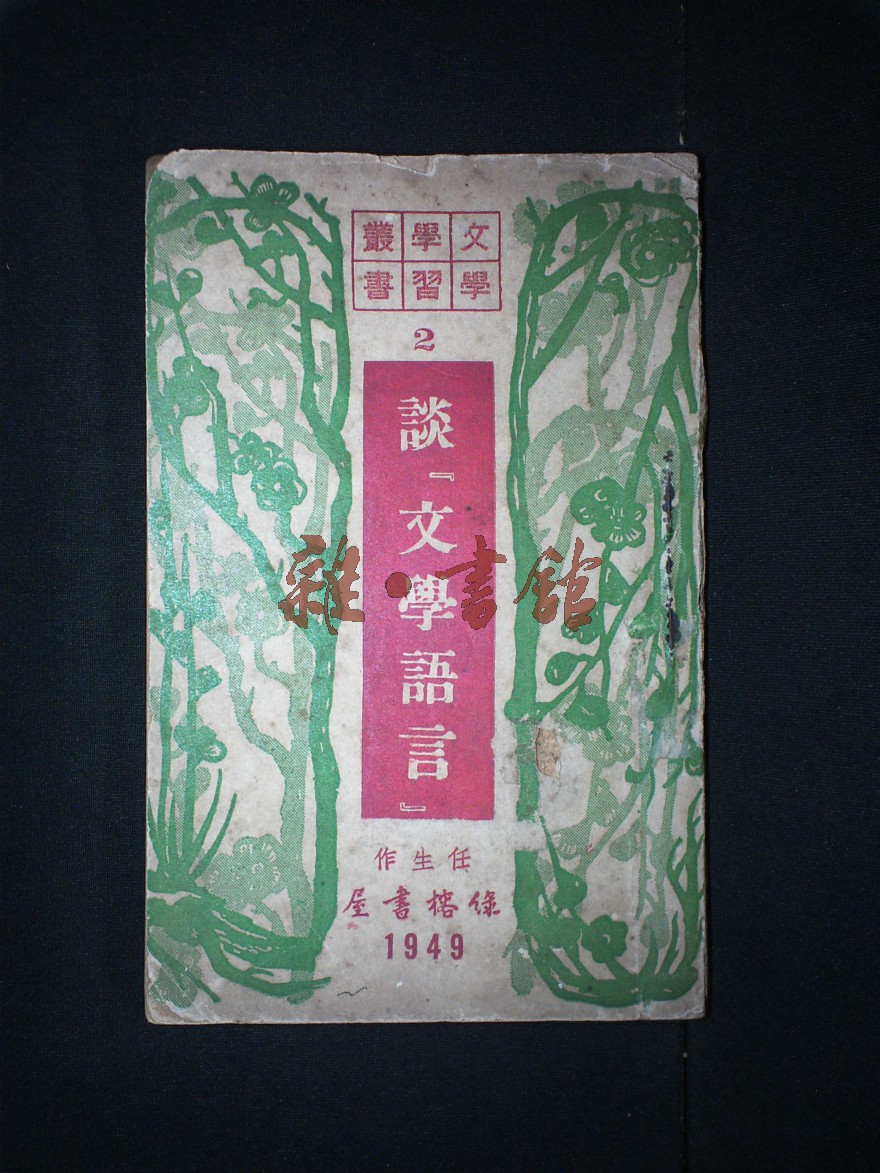 文學學習叢書
2
談『文學語言』
任生作
綠榕書屋
1949
雜·書館